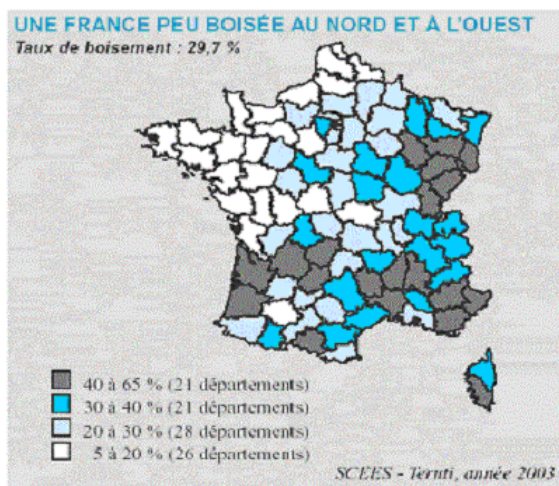 UNE FRANCE PEU BOISÉE AU NORD ET À L'OUEST
Taux de boisement : 29,7 %
40 à 65 % (21 départements)
30 à 40 % (21 départements)
20 à 30 % (28 départements)
5 à 20 % (26 départements)
SCEES - Teruti, année 2003